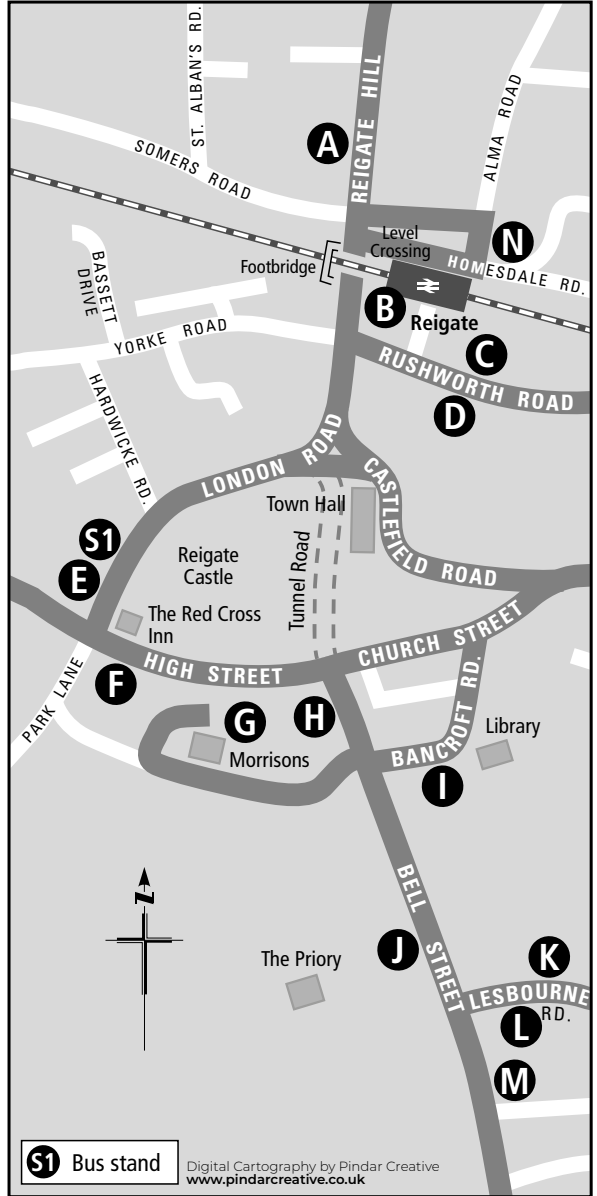 ST. ALBAN'S RD.
REIGATE HILL
ALMA ROAD
A
SOMERS ROAD
N
Level
Crossing
HOMESDALE RD.
Footbridge
BASSETT
DRIVE
B
Reigate
YORKE ROAD
C
RUSHWORTH ROAD
D
HARDWICKE RD.
LONDON ROAD
CASTLEFIELD ROAD
Town Hall
S1
Reigate
Castle
Tunnel Road
E
The Red Cross
Inn
CHURCH STREET
HIGH STREET
F
PARK LANE
BANCROFT RD.
G
H
Library
Morrisons
I
N
BELL STREET
J
The Priory
K
LESBOURNE
RD.
L
M
S1 Bus stand
Digital Cartography by Pindar Creative
www.pindarcreative.co.uk